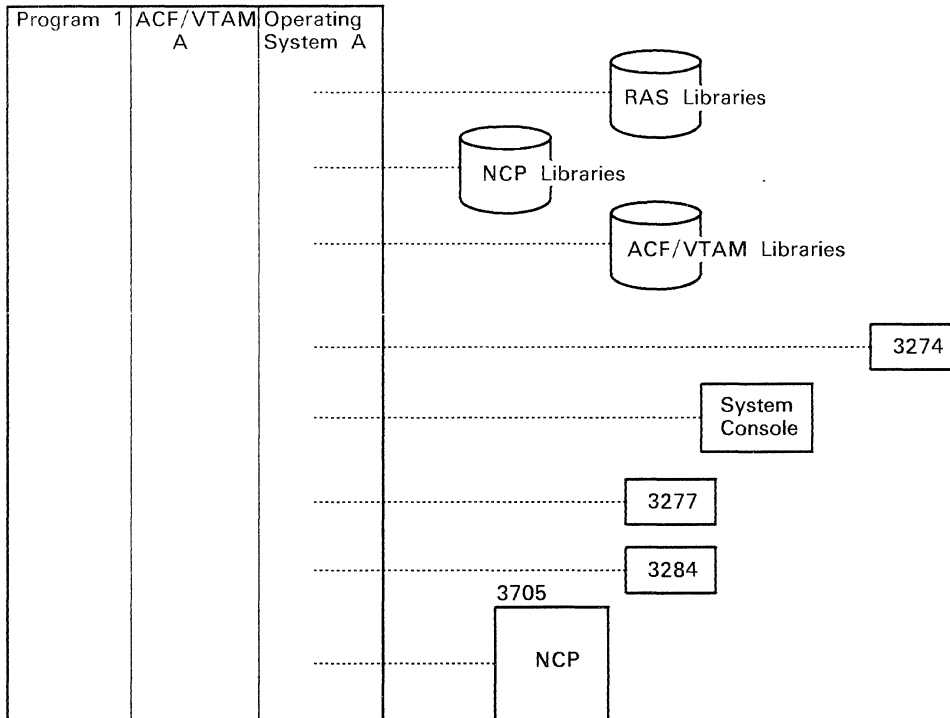 Program 1 ACF/VTAM Operating
A System A
RAS Libraries
NCP Libraries
ACF/VTAM Libraries
3274
System
Console
3277
3284
3705
NCP